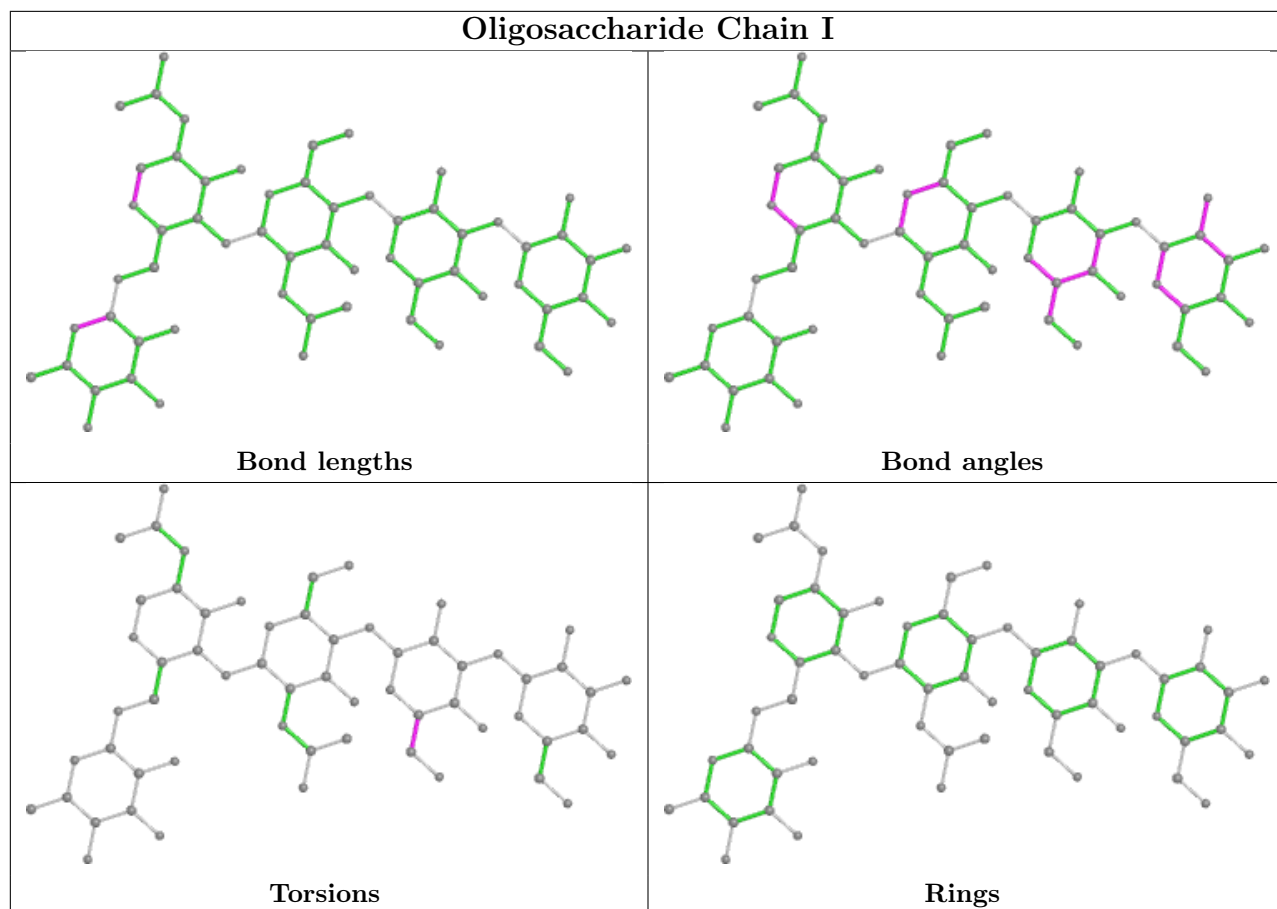 Oligosaccharide Chain I
Bond lengths
Bond angles
Torsions
Rings